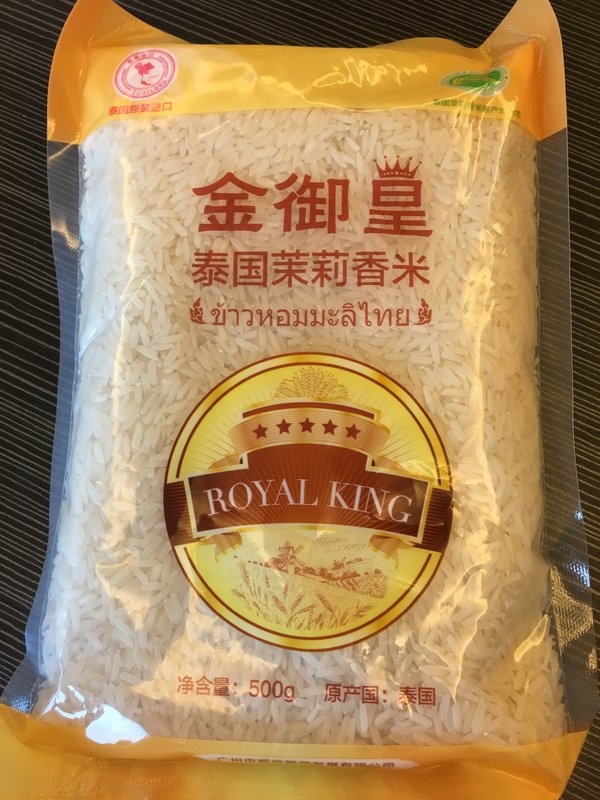 泰国原装进口
金御皇
泰国茉莉香米
ข้าวหอมมะลิไทย
ROYAL KING
净含量：500g 原产国：泰国